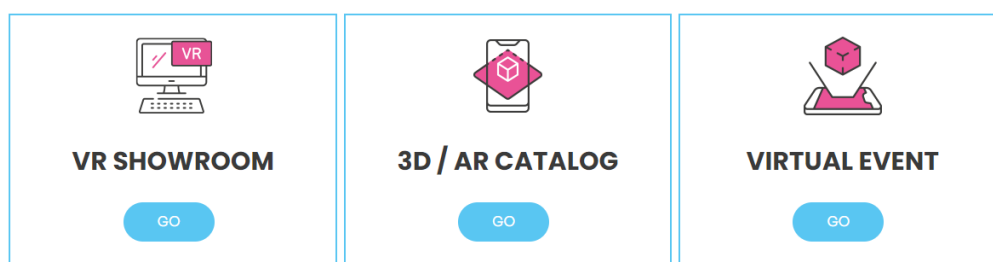 VR
VR SHOWROOM
GO
3D / AR CATALOG
GO
VIRTUAL EVENT
GO